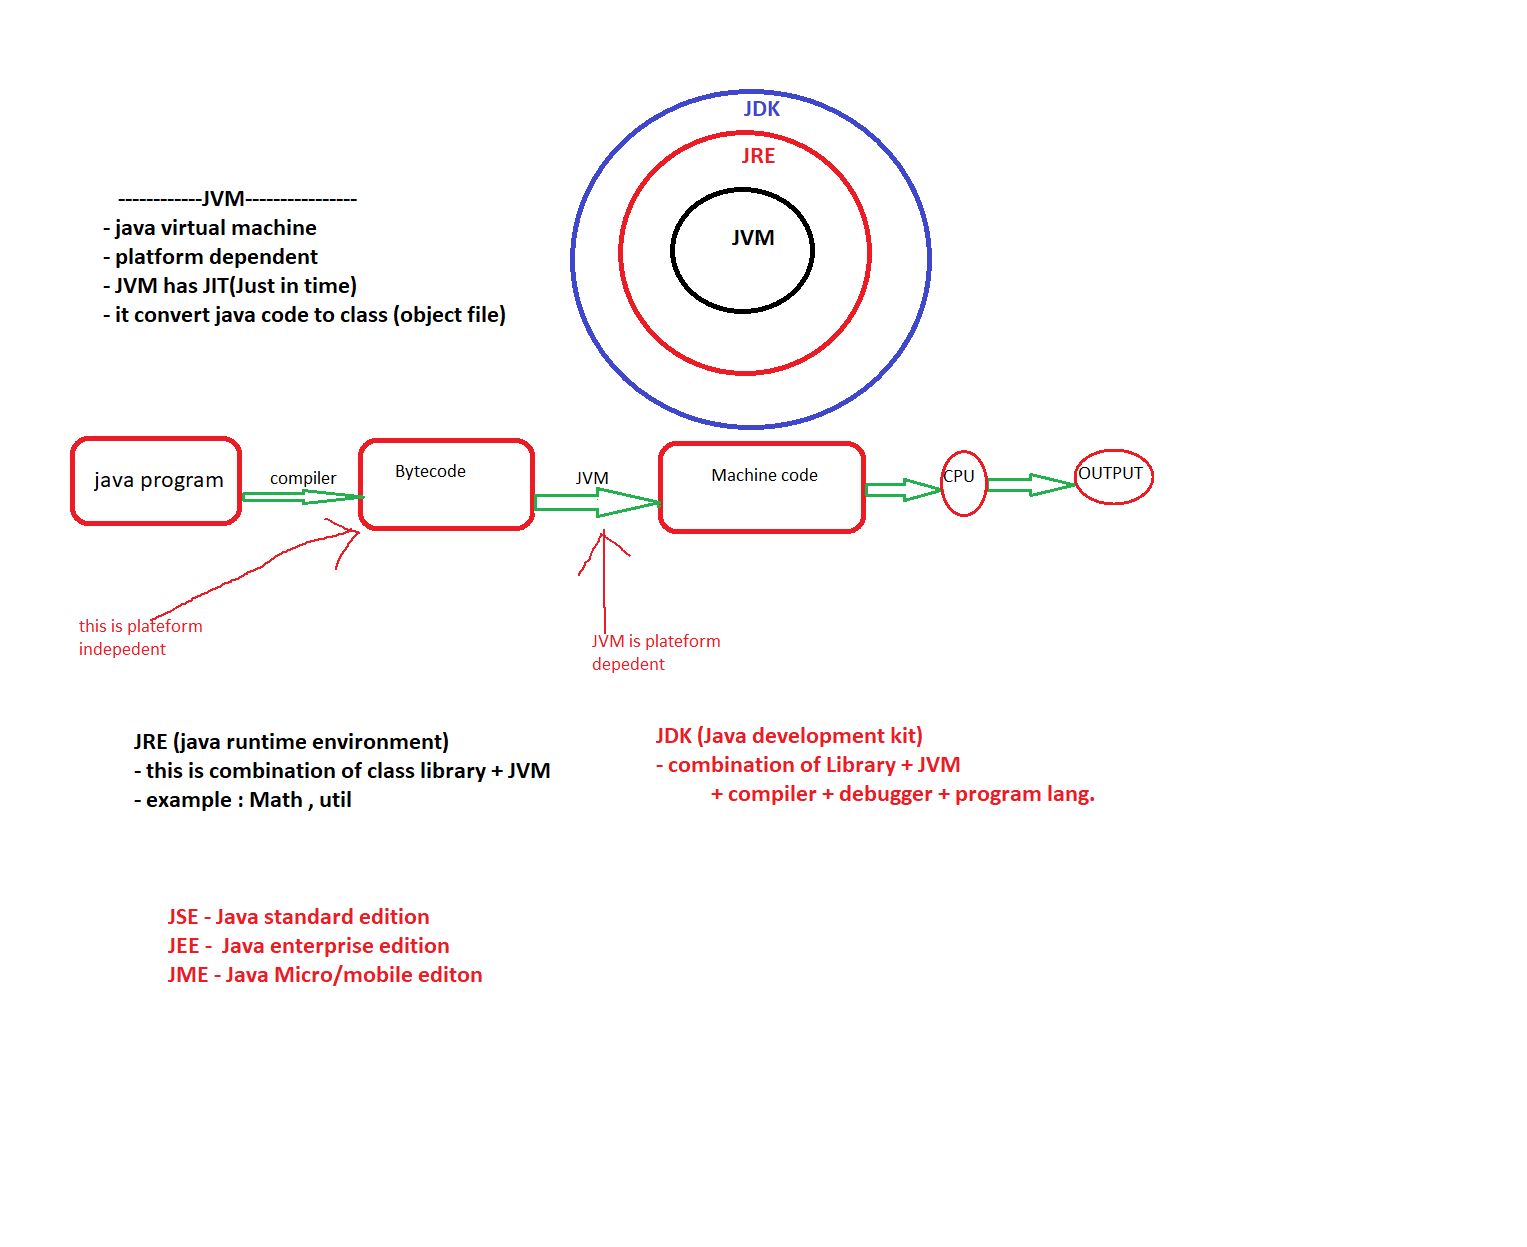 JDK
JRE
JVM
------------JVM----------------
- java virtual machine
- platform dependent
- JVM has JIT(Just in time)
- it convert java code to class (object file)
java program
compiler
Bytecode
JVM
Machine code
CPU
OUTPUT
this is plateform
indepedent
JVM is plateform
depedent
JRE (java runtime environment)
- this is combination of class library + JVM
- example : Math , util
JDK (Java development kit)
- combination of Library + JVM
+ compiler + debugger + program lang.
JSE - Java standard edition
JEE -  Java enterprise edition
JME - Java Micro/mobile editon